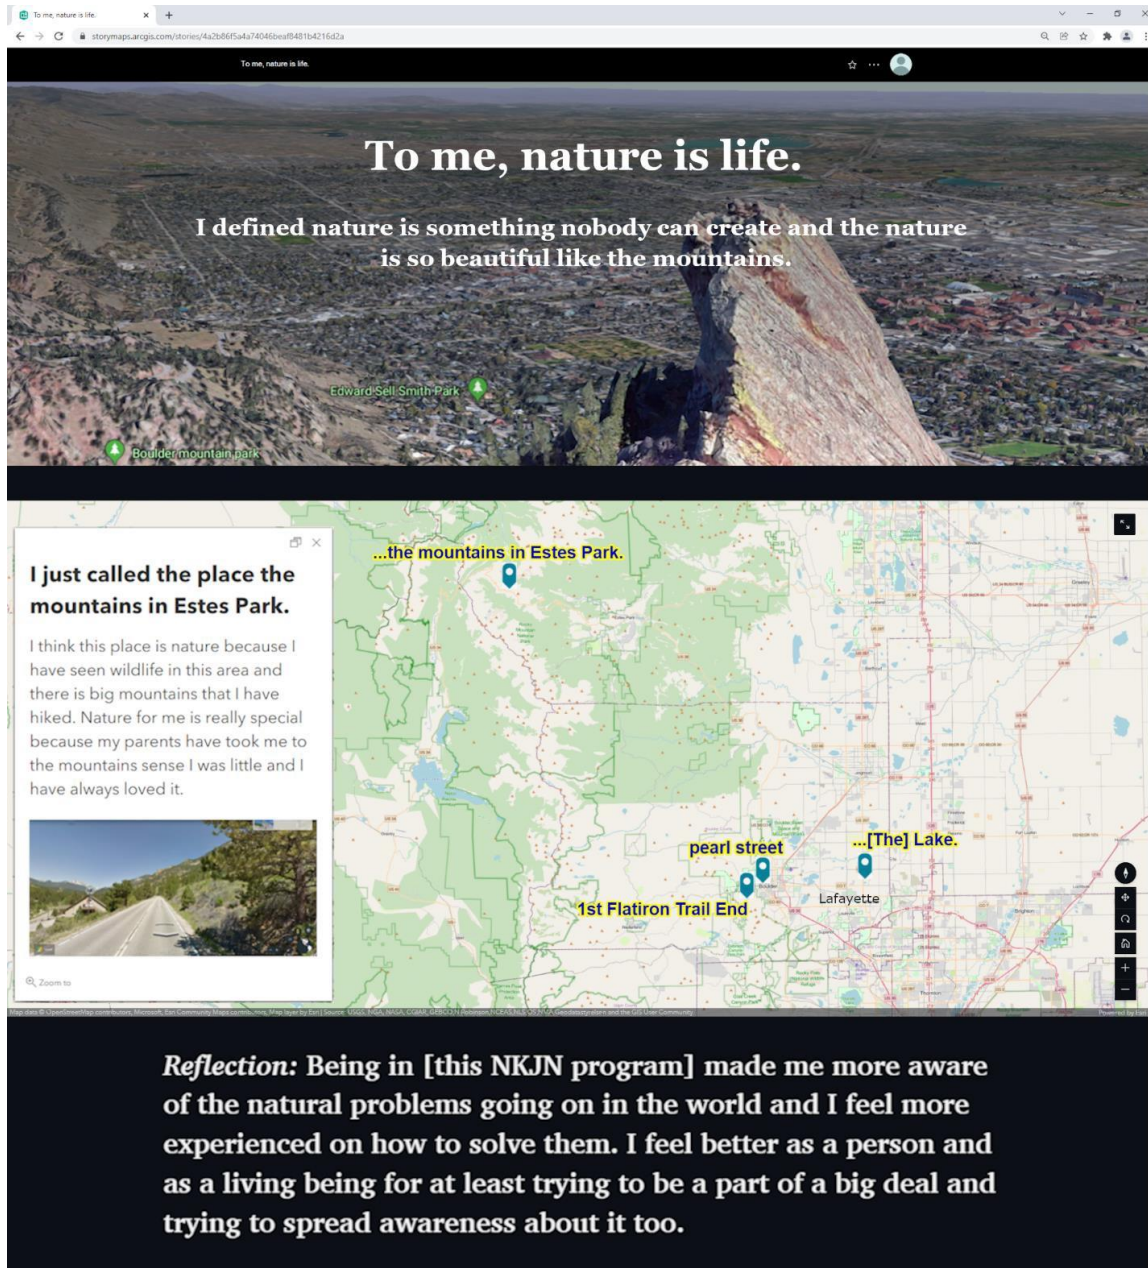 To me, nature is life.
storymaps.arcgis.com/stories/4a2b86f5a4a74046beaf8481b4216d2a
To me, nature is life.
To me, nature is life.
I defined nature is something nobody can create and the nature
is so beautiful like the mountains.
Edward Sell Smith Park
Boulder mountain park
I just called the place the
mountains in Estes Park.
I think this place is nature because I
have seen wildlife in this area and
there is big mountains that I have
hiked. Nature for me is really special
because my parents have took me to
the mountains sense I was little and I
have always loved it.
Zoom to
...the mountains in Estes Park.
pearl street
...[The] Lake.
1st Flatiron Trail End
Lafayette
Boulder
Brighton
Thornton
Powered by Esri
Reflection: Being in [this NKJN program] made me more aware
of the natural problems going on in the world and I feel more
experienced on how to solve them. I feel better as a person and
as a living being for at least trying to be a part of a big deal and
trying to spread awareness about it too.